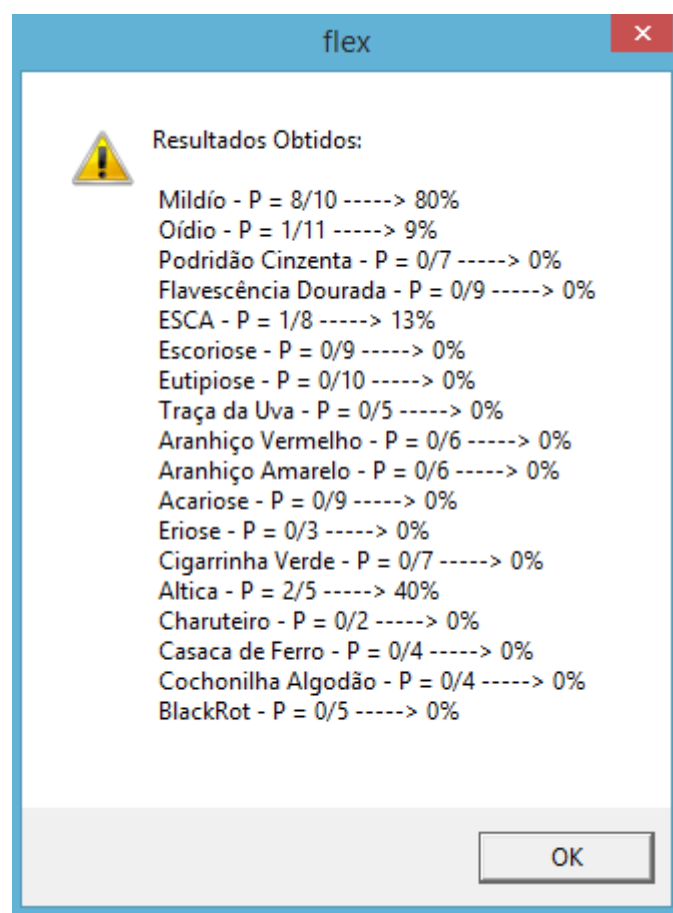 flex
Resultados Obtidos:
Mildío - P = 8/10 -----> 80%
Oídio - P = 1/11 -----> 9%
Podridão Cinzenta - P = 0/7 -----> 0%
Flavescência Dourada - P = 0/9 -----> 0%
ESCA - P = 1/8 -----> 13%
Escoriose - P = 0/9 -----> 0%
Eutipiose - P = 0/10 -----> 0%
Traça da Uva - P = 0/5 -----> 0%
Aranhiço Vermelho - P = 0/6 -----> 0%
Aranhiço Amarelo - P = 0/6 -----> 0%
Acariose - P = 0/9 -----> 0%
Eriose - P = 0/3 -----> 0%
Cigarrinha Verde - P = 0/7 -----> 0%
Altica - P = 2/5 -----> 40%
Charuteiro - P = 0/2 -----> 0%
Casaca de Ferro - P = 0/4 -----> 0%
Cochonilha Algodão - P = 0/4 -----> 0%
BlackRot - P = 0/5 -----> 0%
OK